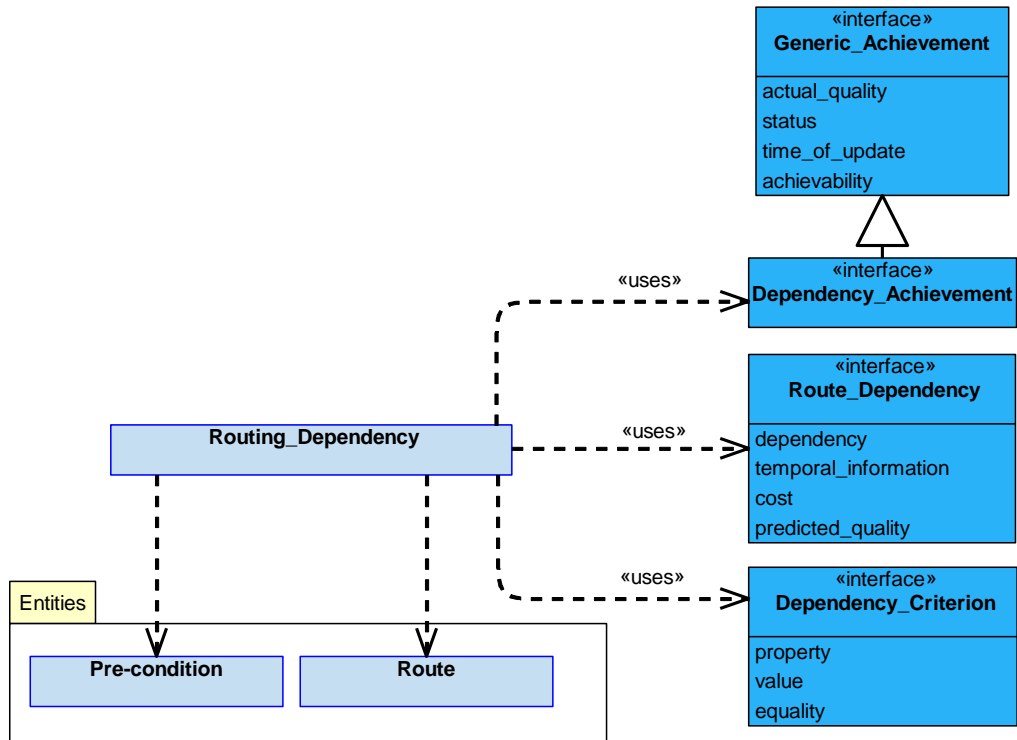 «interface»
Generic_Achievement
actual_quality
status
time_of_update
achievability
«interface»
Dependency_Achievement
«uses»
«interface»
Route_Dependency
dependency
temporal_information
cost
predicted_quality
«uses»
Routing_Dependency
«uses»
«interface»
Dependency_Criterion
property
value
equality
Entities
Pre-condition
Route